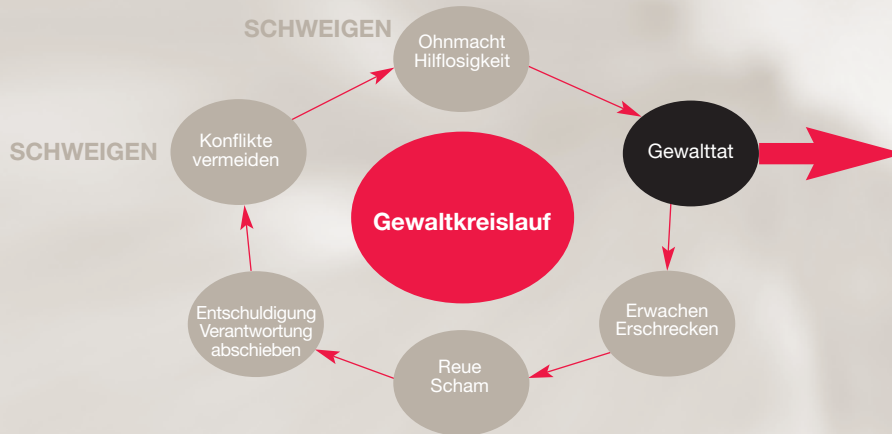 SCHWEIGEN
Ohnmacht
Hilflosigkeit
SCHWEIGEN
Konflikte
vermeiden
Gewalttat
Gewaltkreislauf
Entschuldigung
Verantwortung
abschieben
Erwachen
Erschrecken
Reue
Scham